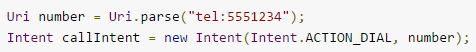 Uri number = Uri.parse("tel:5551234");
Intent callIntent = new Intent(Intent.ACTION_DIAL, number);